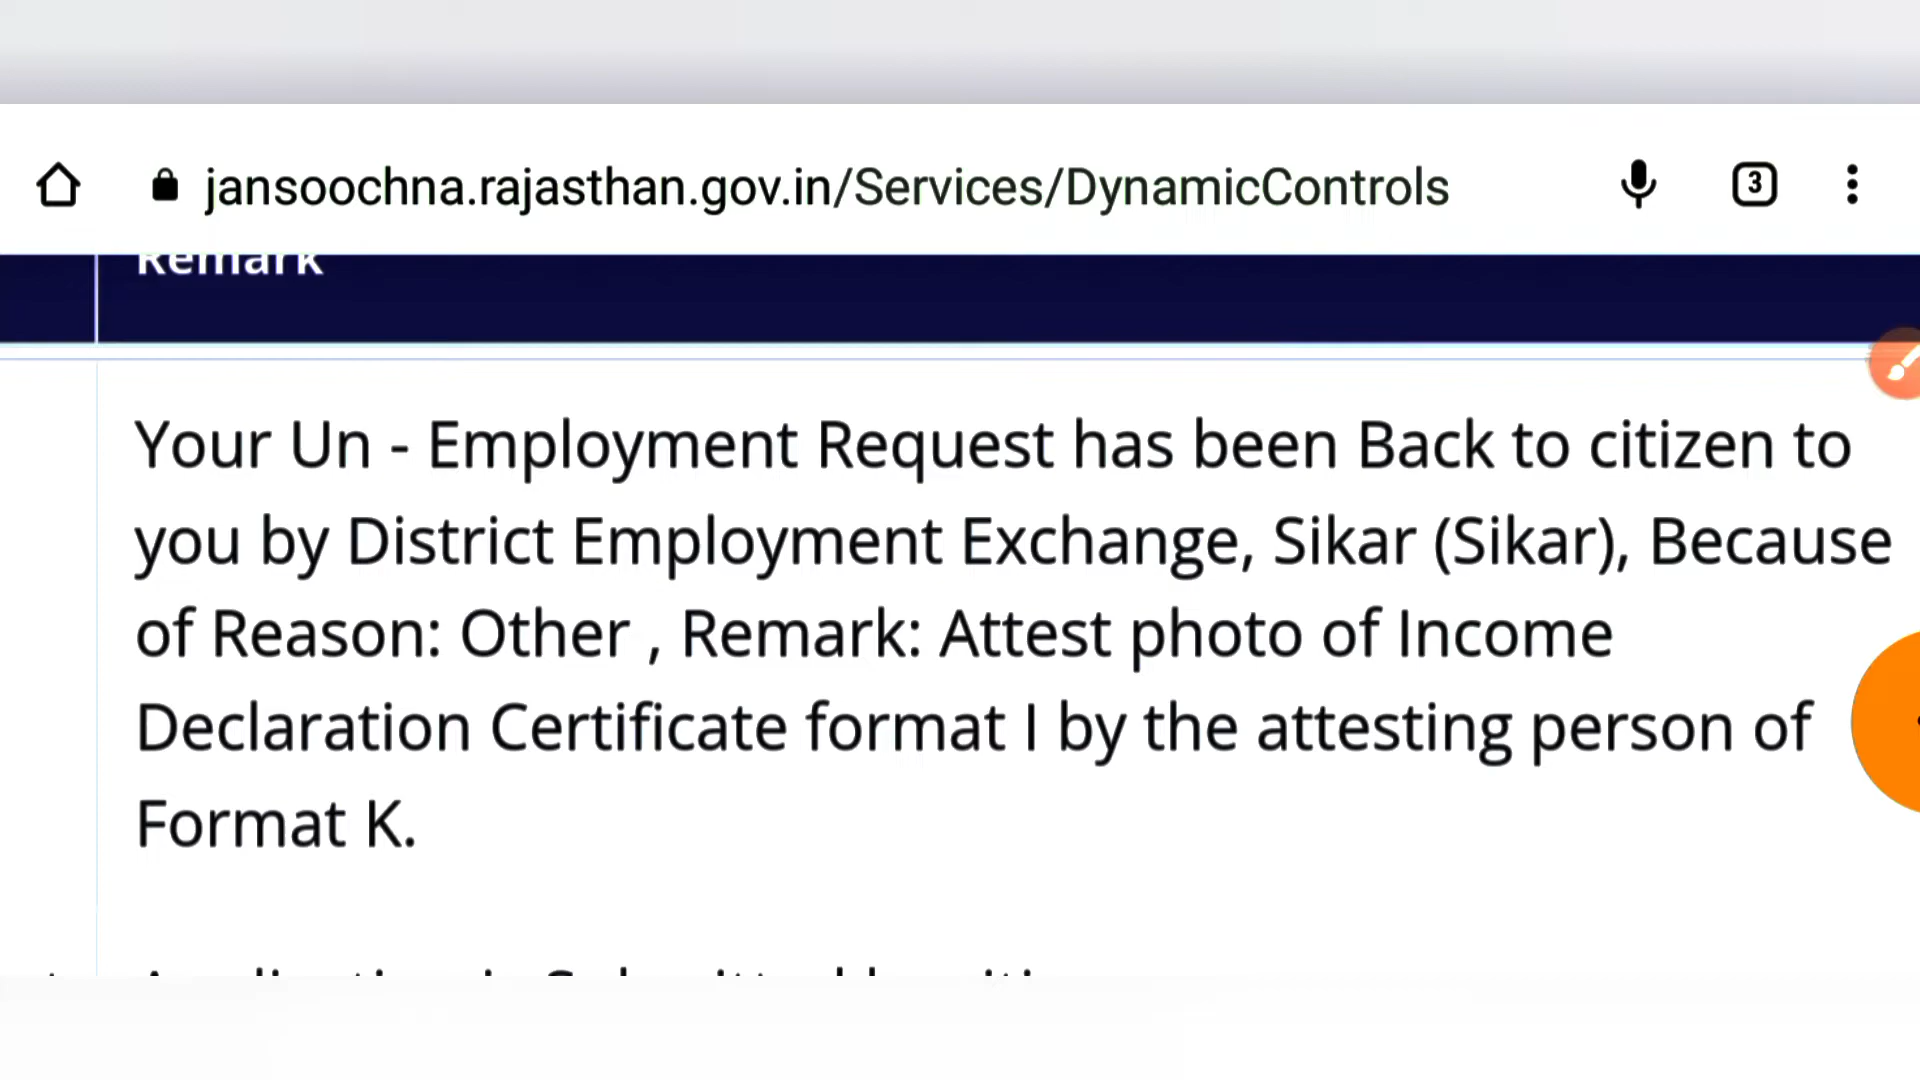 jansoochna.rajasthan.gov.in/Services/DynamicControls
3
Remark
Your Un - Employment Request has been Back to citizen to
you by District Employment Exchange, Sikar (Sikar), Because
of Reason: Other , Remark: Attest photo of Income
Declaration Certificate format I by the attesting person of
Format K.